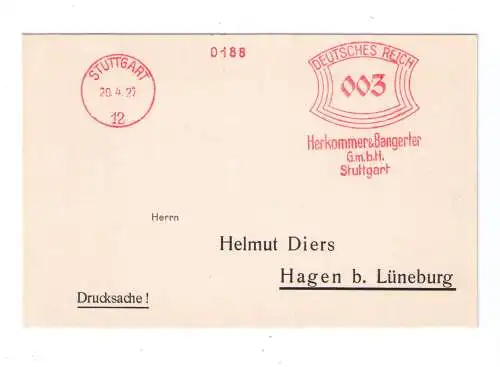 STUTTGART
20.4.27
12
0188
DEUTSCHES REICH
003
Herkommer&Bangerter
G.m.b.H.
Stuttgart
Herrn
Helmut Diers
Hagen b. Lüneburg
Drucksache!